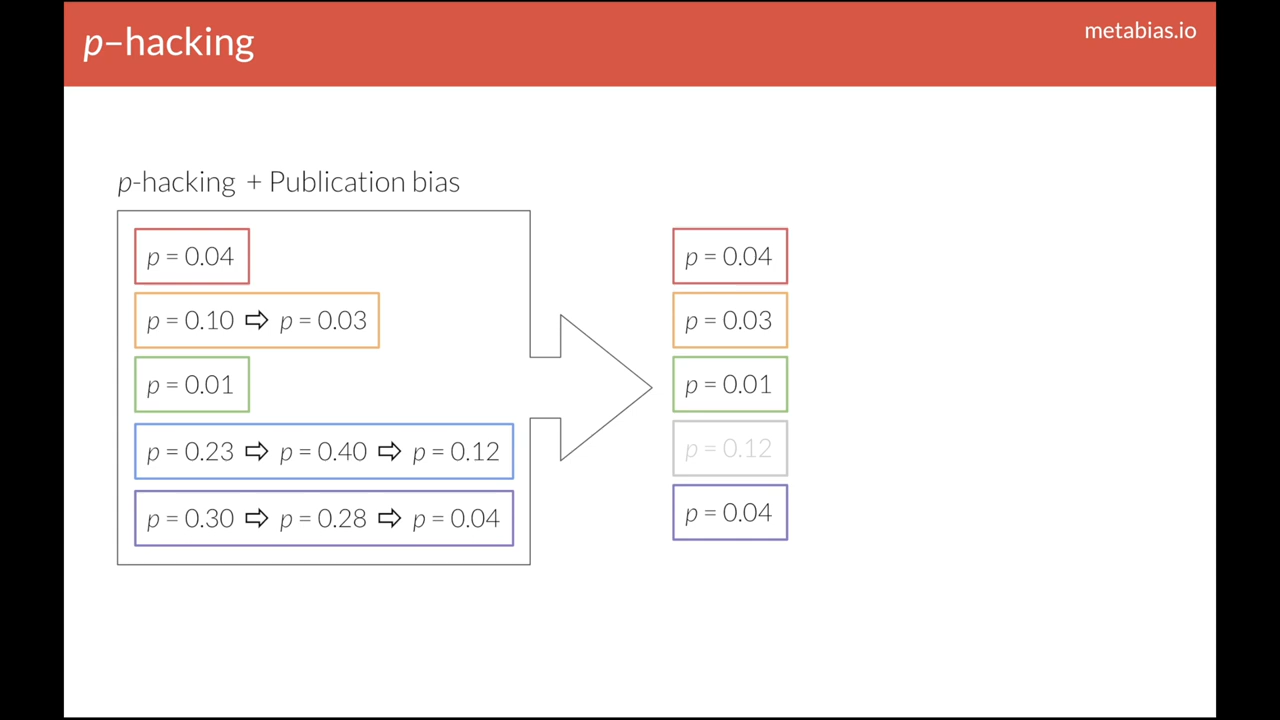 p-hacking
metabias.io
p-hacking + Publication bias
p = 0.04
p = 0.10 ⇨ p = 0.03
p = 0.01
p = 0.23 ⇨ p = 0.40 ⇨ p = 0.12
p = 0.30 ⇨ p = 0.28 ⇨ p = 0.04
p = 0.04
p = 0.03
p = 0.01
p = 0.12
p = 0.04